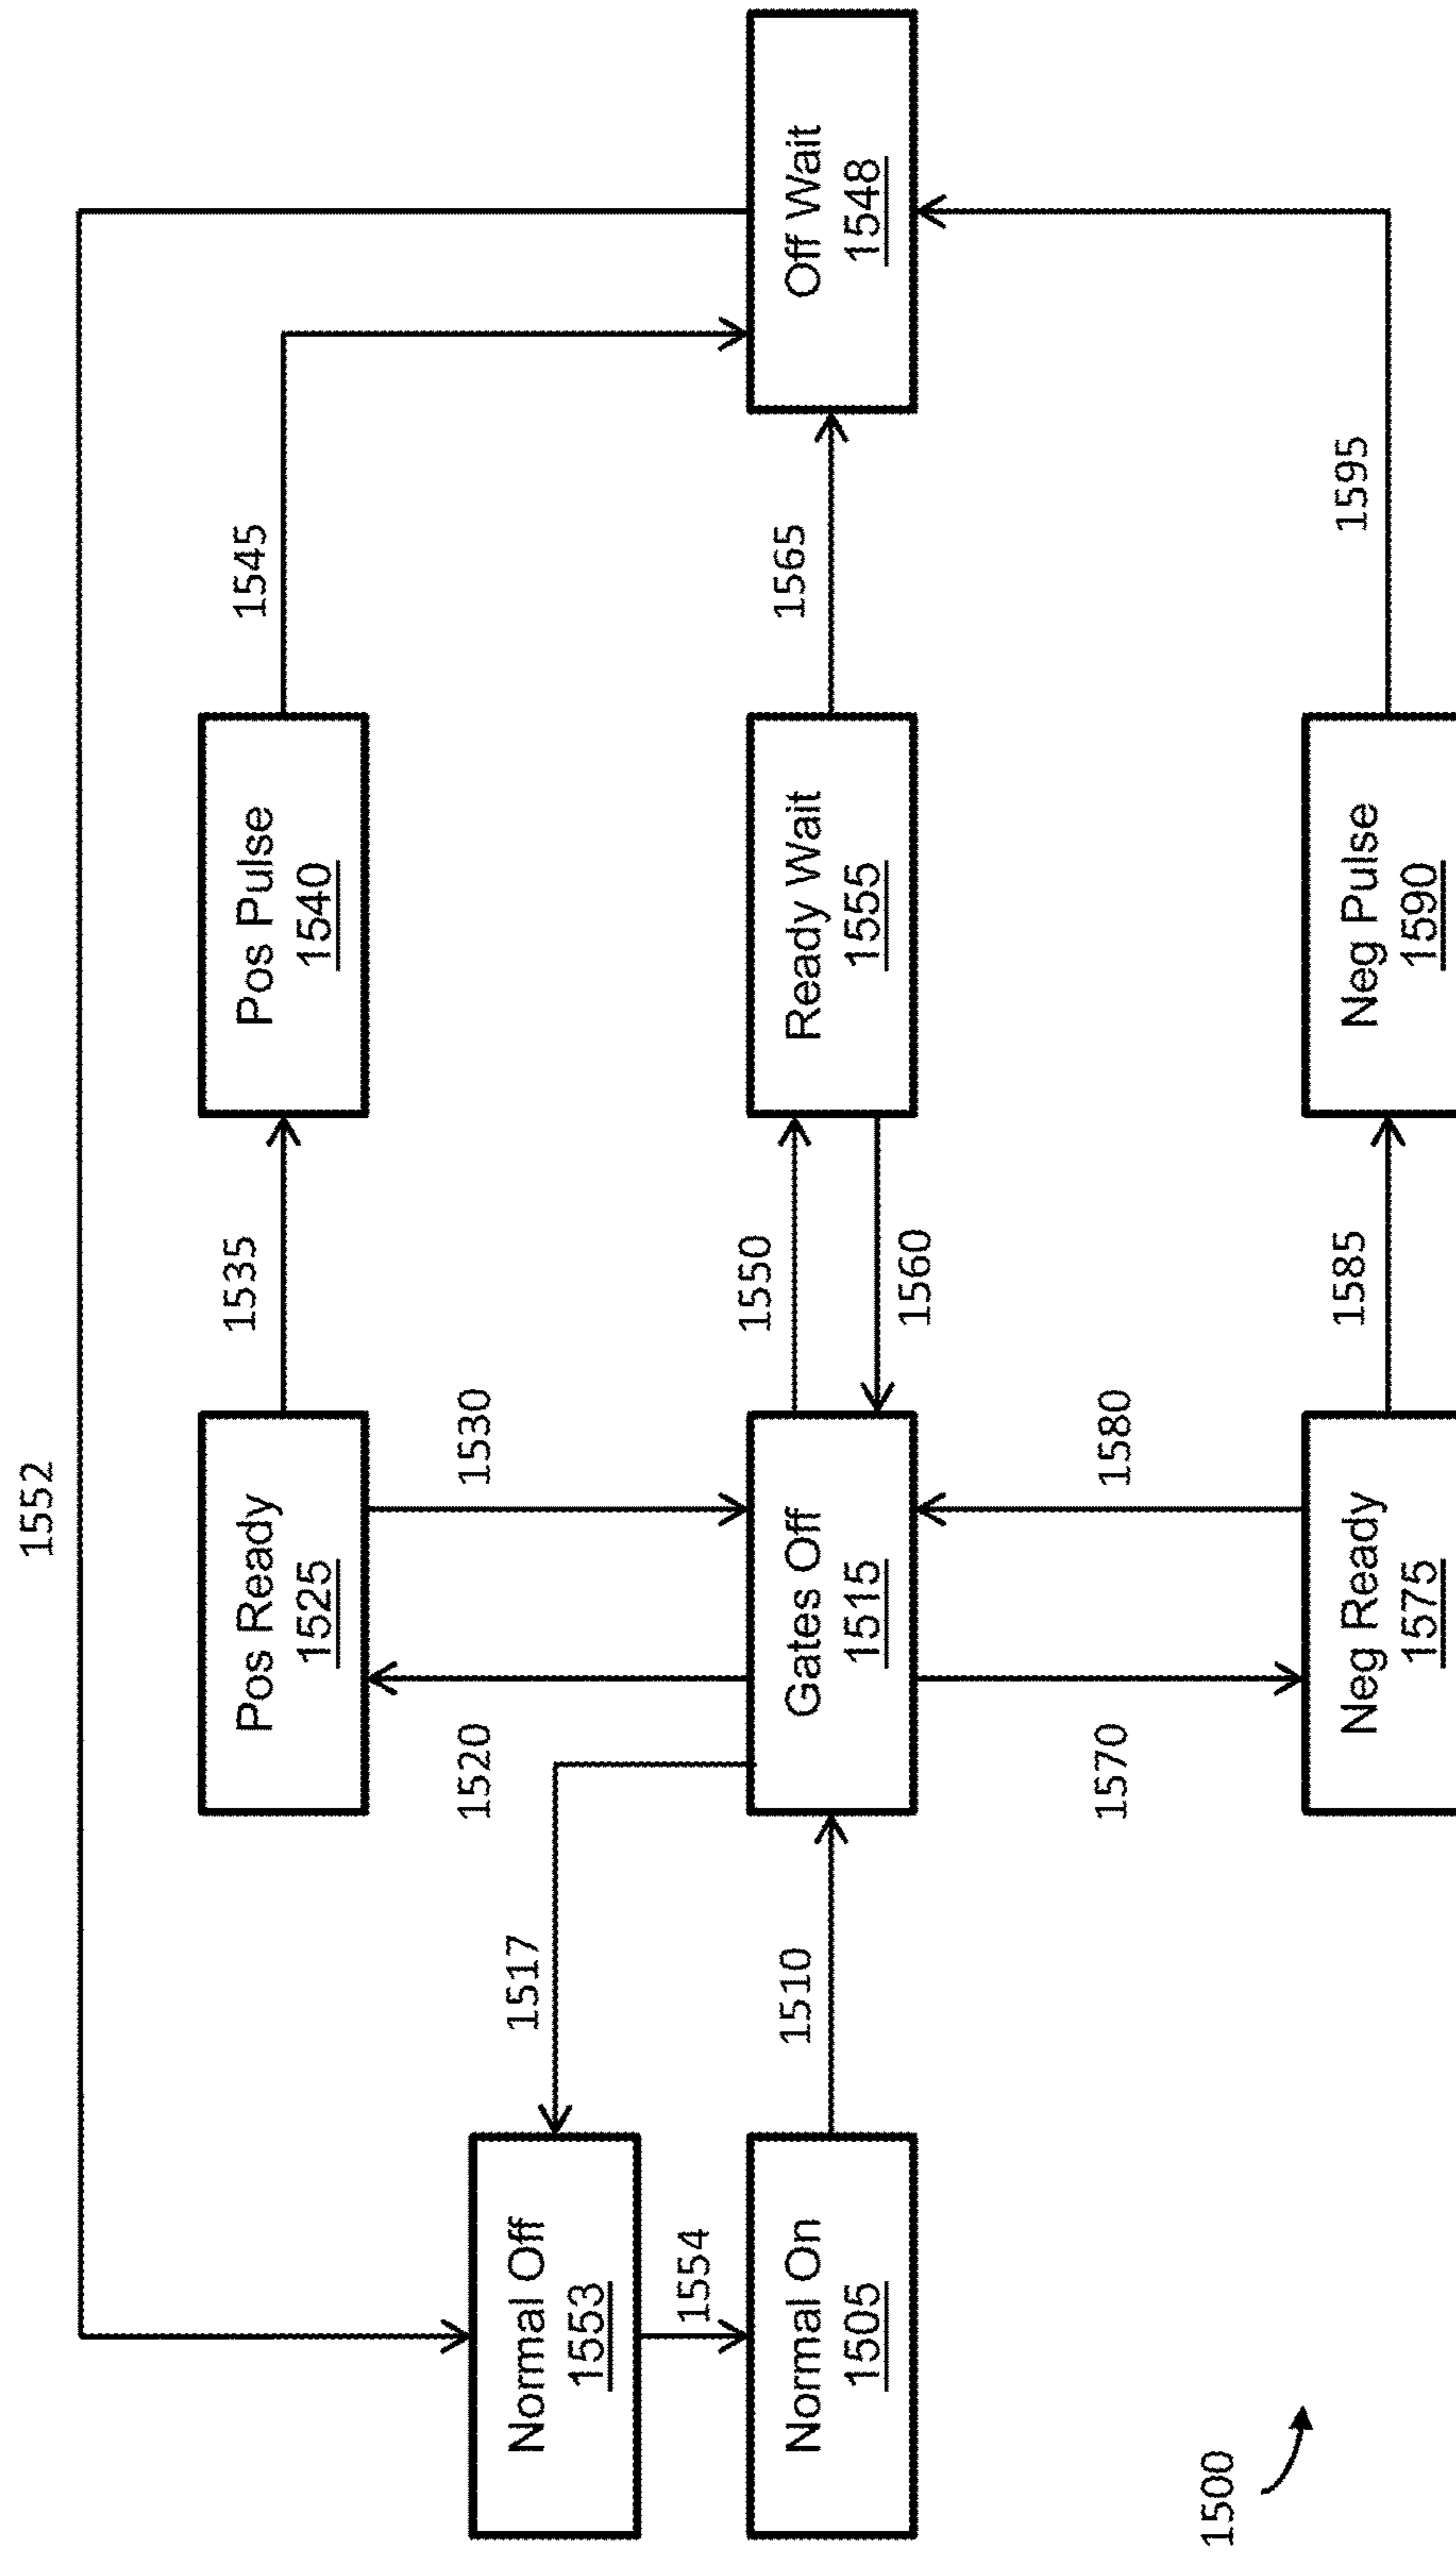 1552
Pos Ready
1525
1535
Pos Pulse
1540
1545
1520
1530
Normal Off
1553
1517
1554
Normal On
1505
1510
Gates Off
1515
1550
1560
Ready Wait
1555
1565
Off Wait
1548
1570
1580
1500
Neg Ready
1575
1585
Neg Pulse
1590
1595